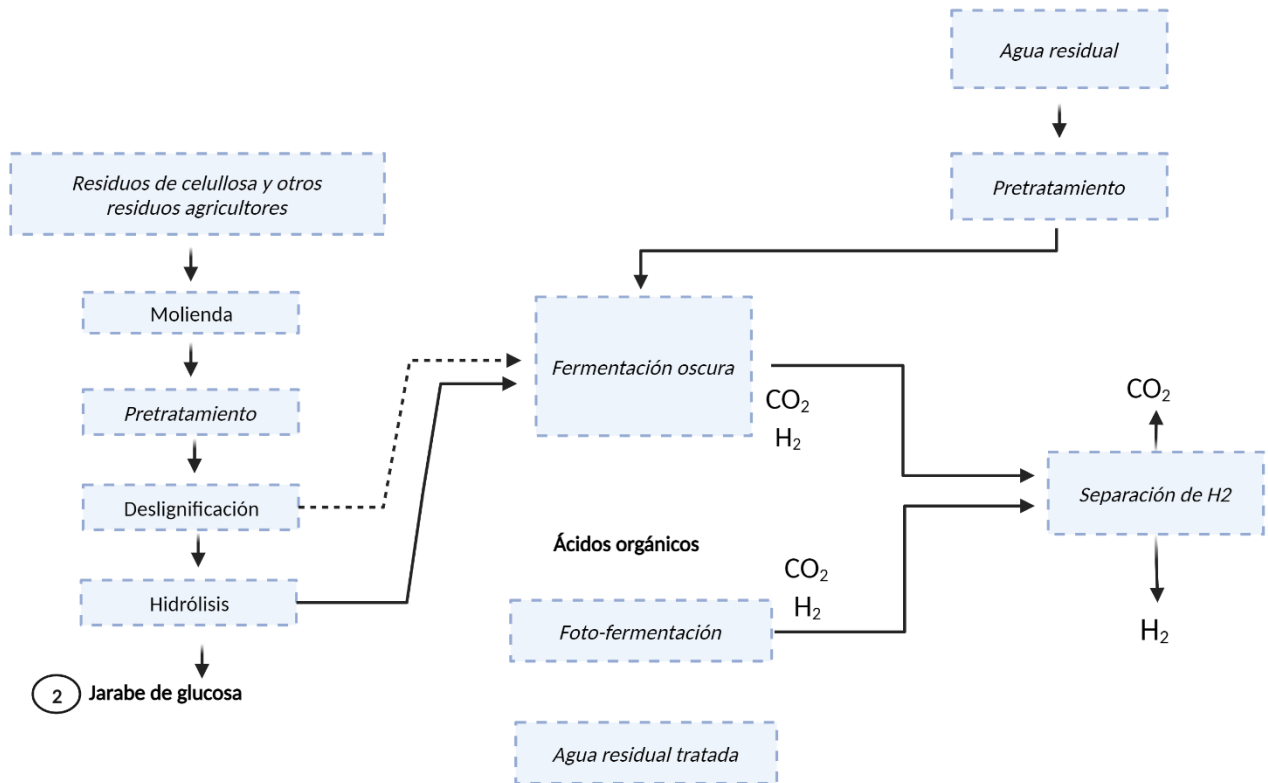 Agua residual
Pretratamiento
Residuos de celullosa y otros
residuos agricultores
Molienda
Pretratamiento
Deslignificación
Hidrólisis
2 Jarabe de glucosa
Fermentación oscura
CO₂
H₂
Ácidos orgánicos
CO₂
H₂
Foto-fermentación
Agua residual tratada
CO₂
Separación de H2
H₂